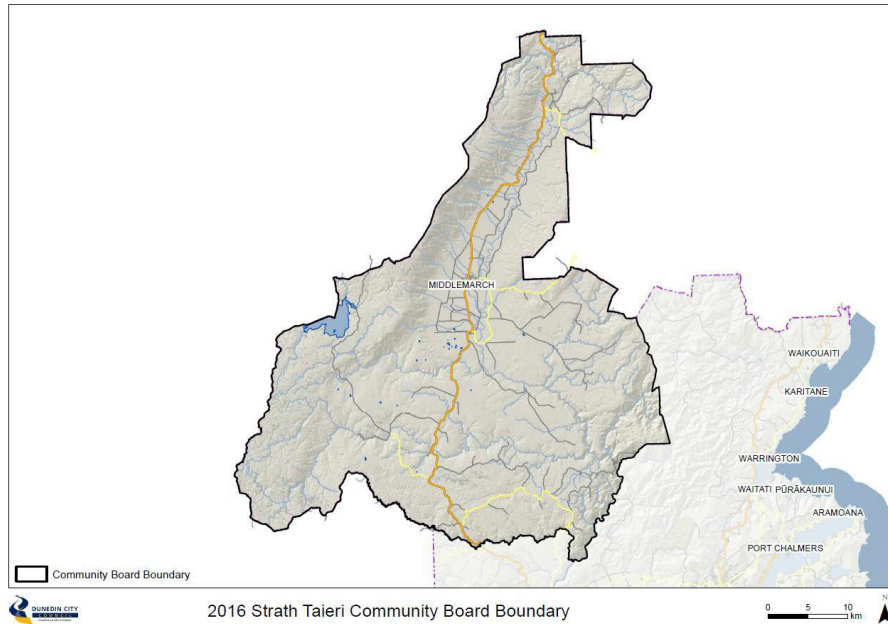 MIDDLEMARCH
WAIKOUAITI
KARITANE
WARRINGTON
WAITATI
PŪRĀKAUNUI
ARAMOANA
PORT CHALMERS
Community Board Boundary
DUNEDIN CITY
COUNCIL
2016 Strath Taieri Community Board Boundary
0 5 10
km
N